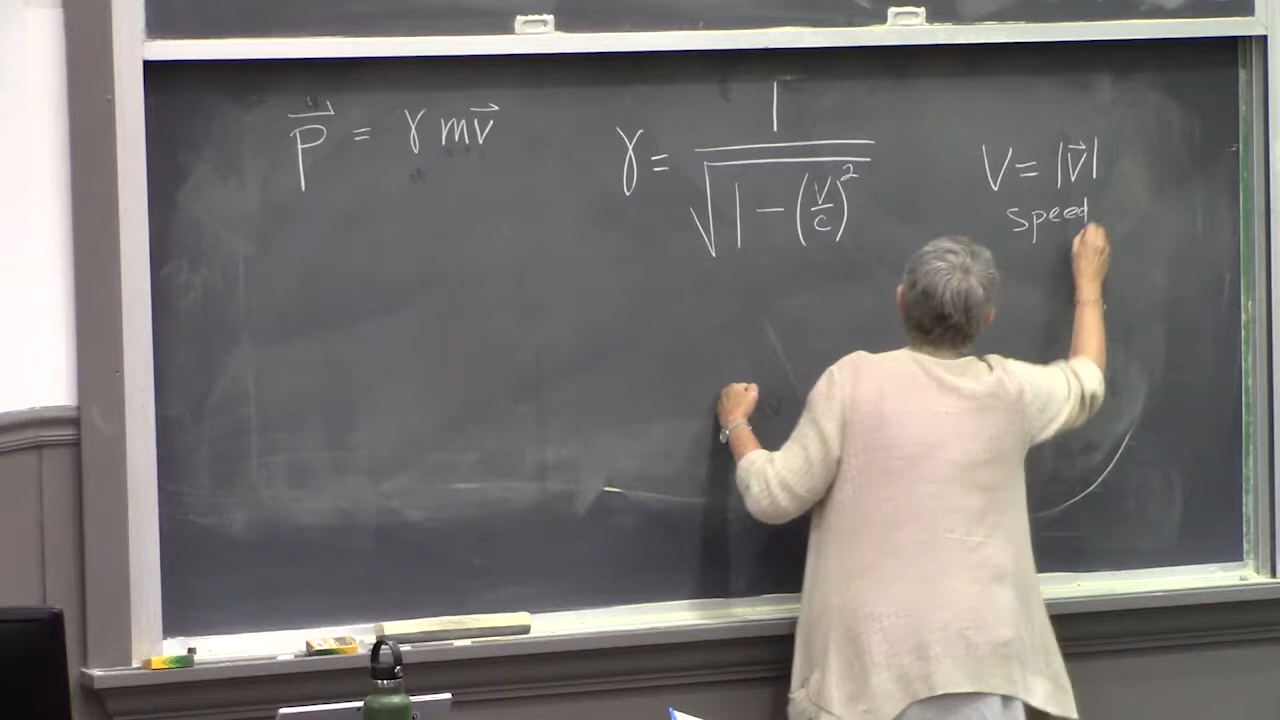 p⃗ = γ m v⃗
γ = 1 / √(1 − (v/c)²)
V = |v⃗|
speed